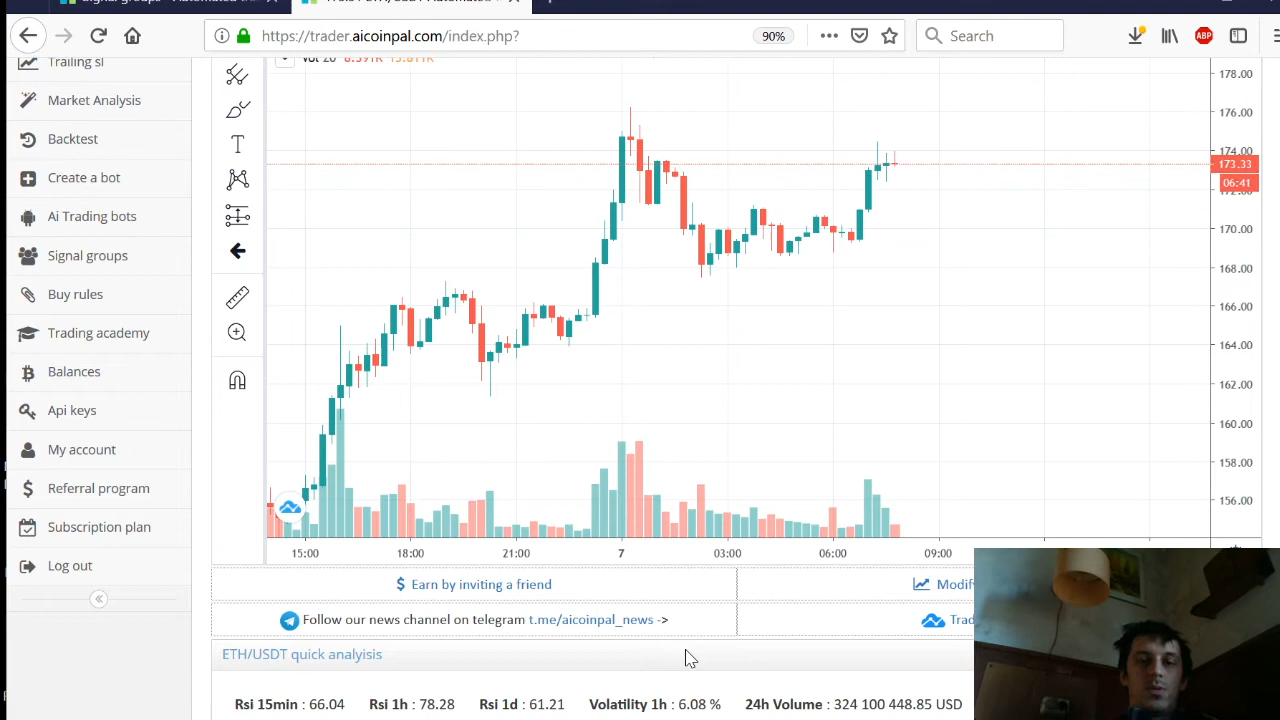 https://trader.aicoinpal.com/index.php?
90%
Search
ABP
Trailing sl
Market Analysis
Backtest
Create a bot
Ai Trading bots
Signal groups
Buy rules
Trading academy
Balances
Api keys
My account
Referral program
Subscription plan
Log out
178.00
176.00
174.00
173.33
06:41
172.00
170.00
168.00
166.00
164.00
162.00
160.00
158.00
156.00
15:00 18:00 21:00 7 03:00 06:00 09:00
Earn by inviting a friend
Follow our news channel on telegram t.me/aicoinpal_news ->
ETH/USDT quick analyisis
Rsi 15min : 66.04 Rsi 1h : 78.28 Rsi 1d : 61.21 Volatility 1h : 6.08 % 24h Volume : 324 100 448.85 USD